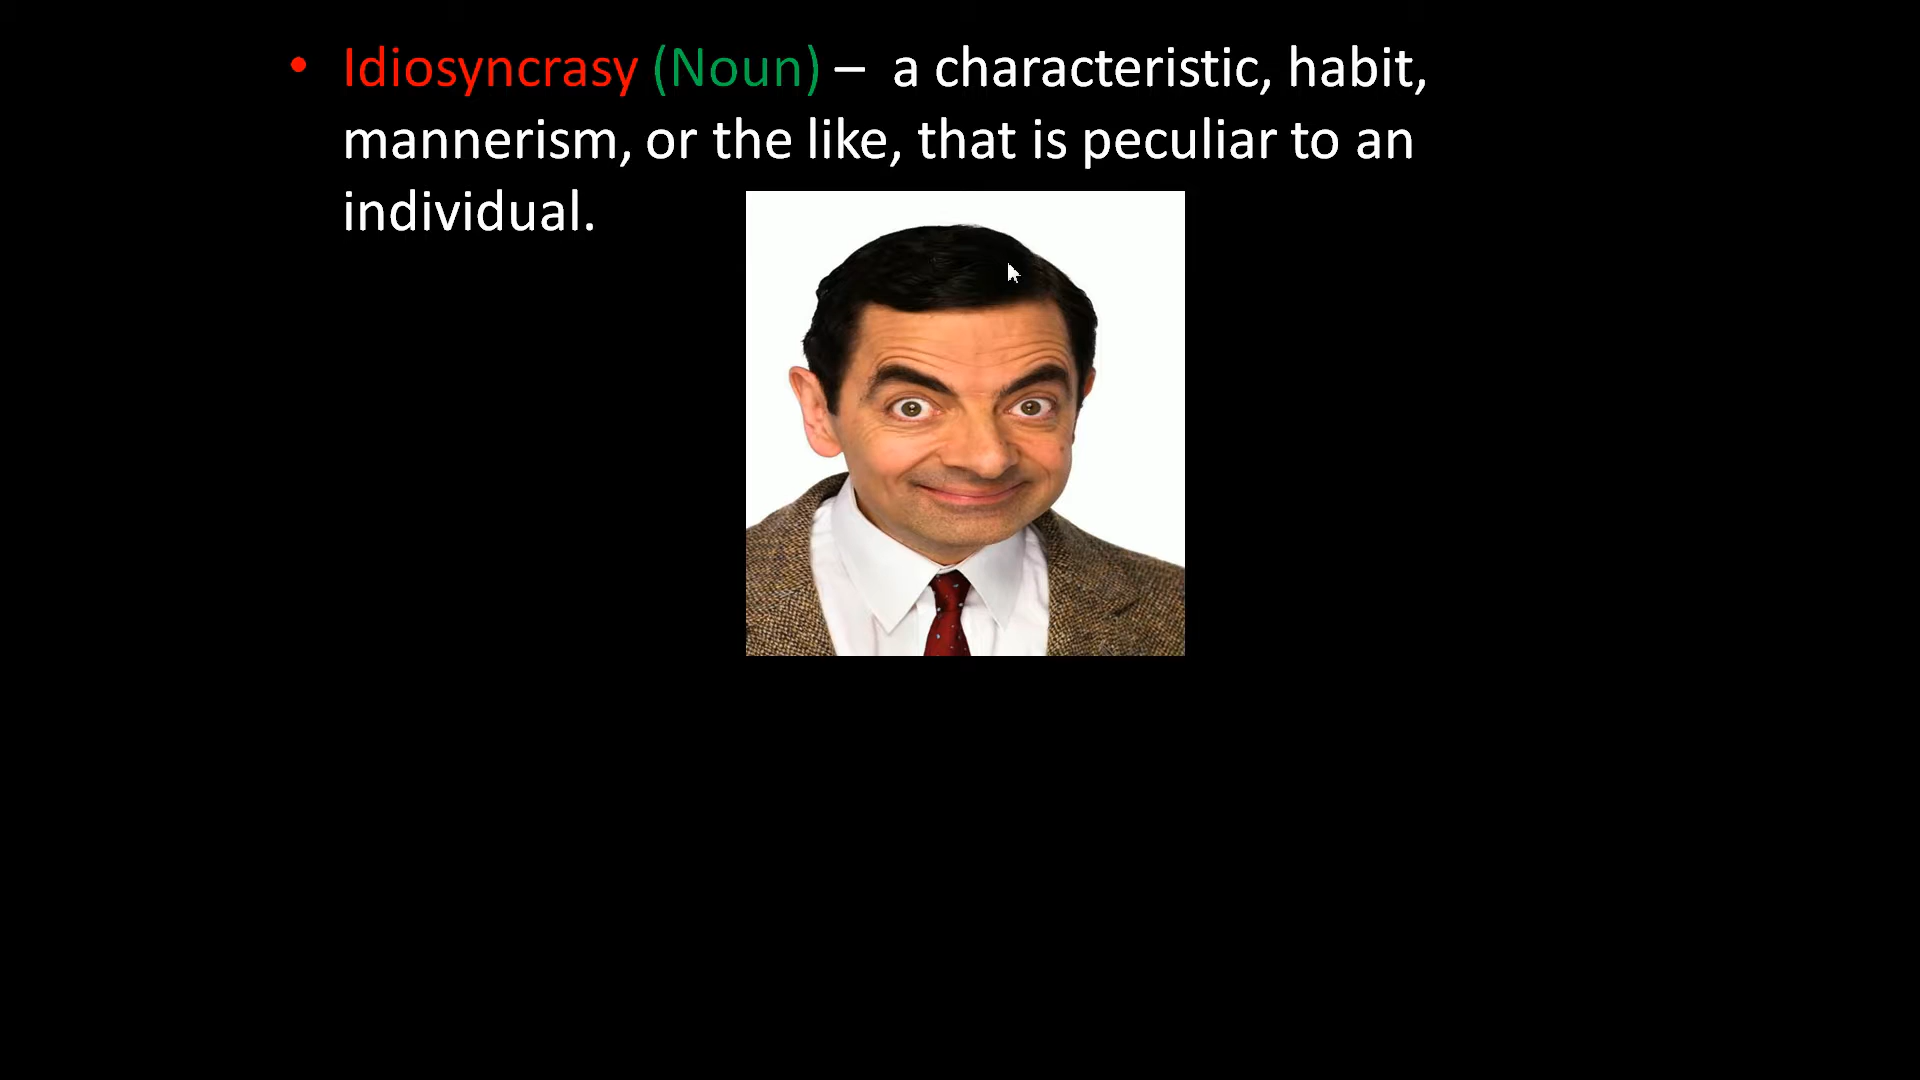 • Idiosyncrasy (Noun) – a characteristic, habit,
mannerism, or the like, that is peculiar to an
individual.